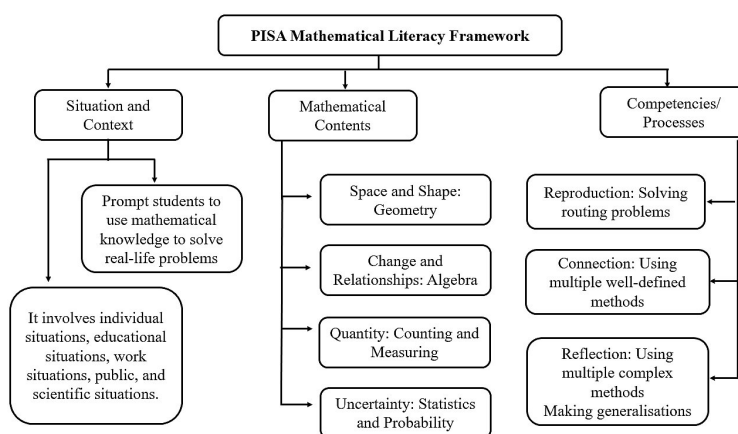 PISA Mathematical Literacy Framework
Situation and
Context
Prompt students to
use mathematical
knowledge to solve
real-life problems
It involves individual
situations, educational
situations, work
situations, public, and
scientific situations.
Mathematical
Contents
Space and Shape:
Geometry
Change and
Relationships: Algebra
Quantity: Counting and
Measuring
Uncertainty: Statistics
and Probability
Competencies/
Processes
Reproduction: Solving
routing problems
Connection: Using
multiple well-defined
methods
Reflection: Using
multiple complex
methods
Making generalisations